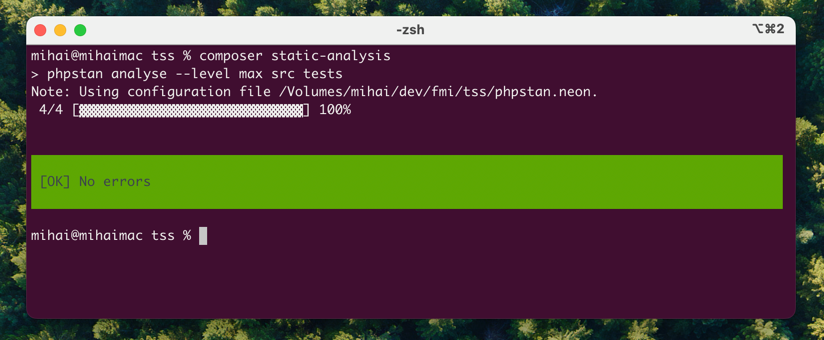 -zsh
⌥⌘2
mihai@mihaimac tss % composer static-analysis
> phpstan analyse --level max src tests
Note: Using configuration file /Volumes/mihai/dev/fmi/tss/phpstan.neon.
4/4 [▓▓▓▓▓▓▓▓▓▓▓▓▓▓▓▓▓▓▓▓▓▓▓▓▓▓▓▓] 100%
[OK] No errors
mihai@mihaimac tss %